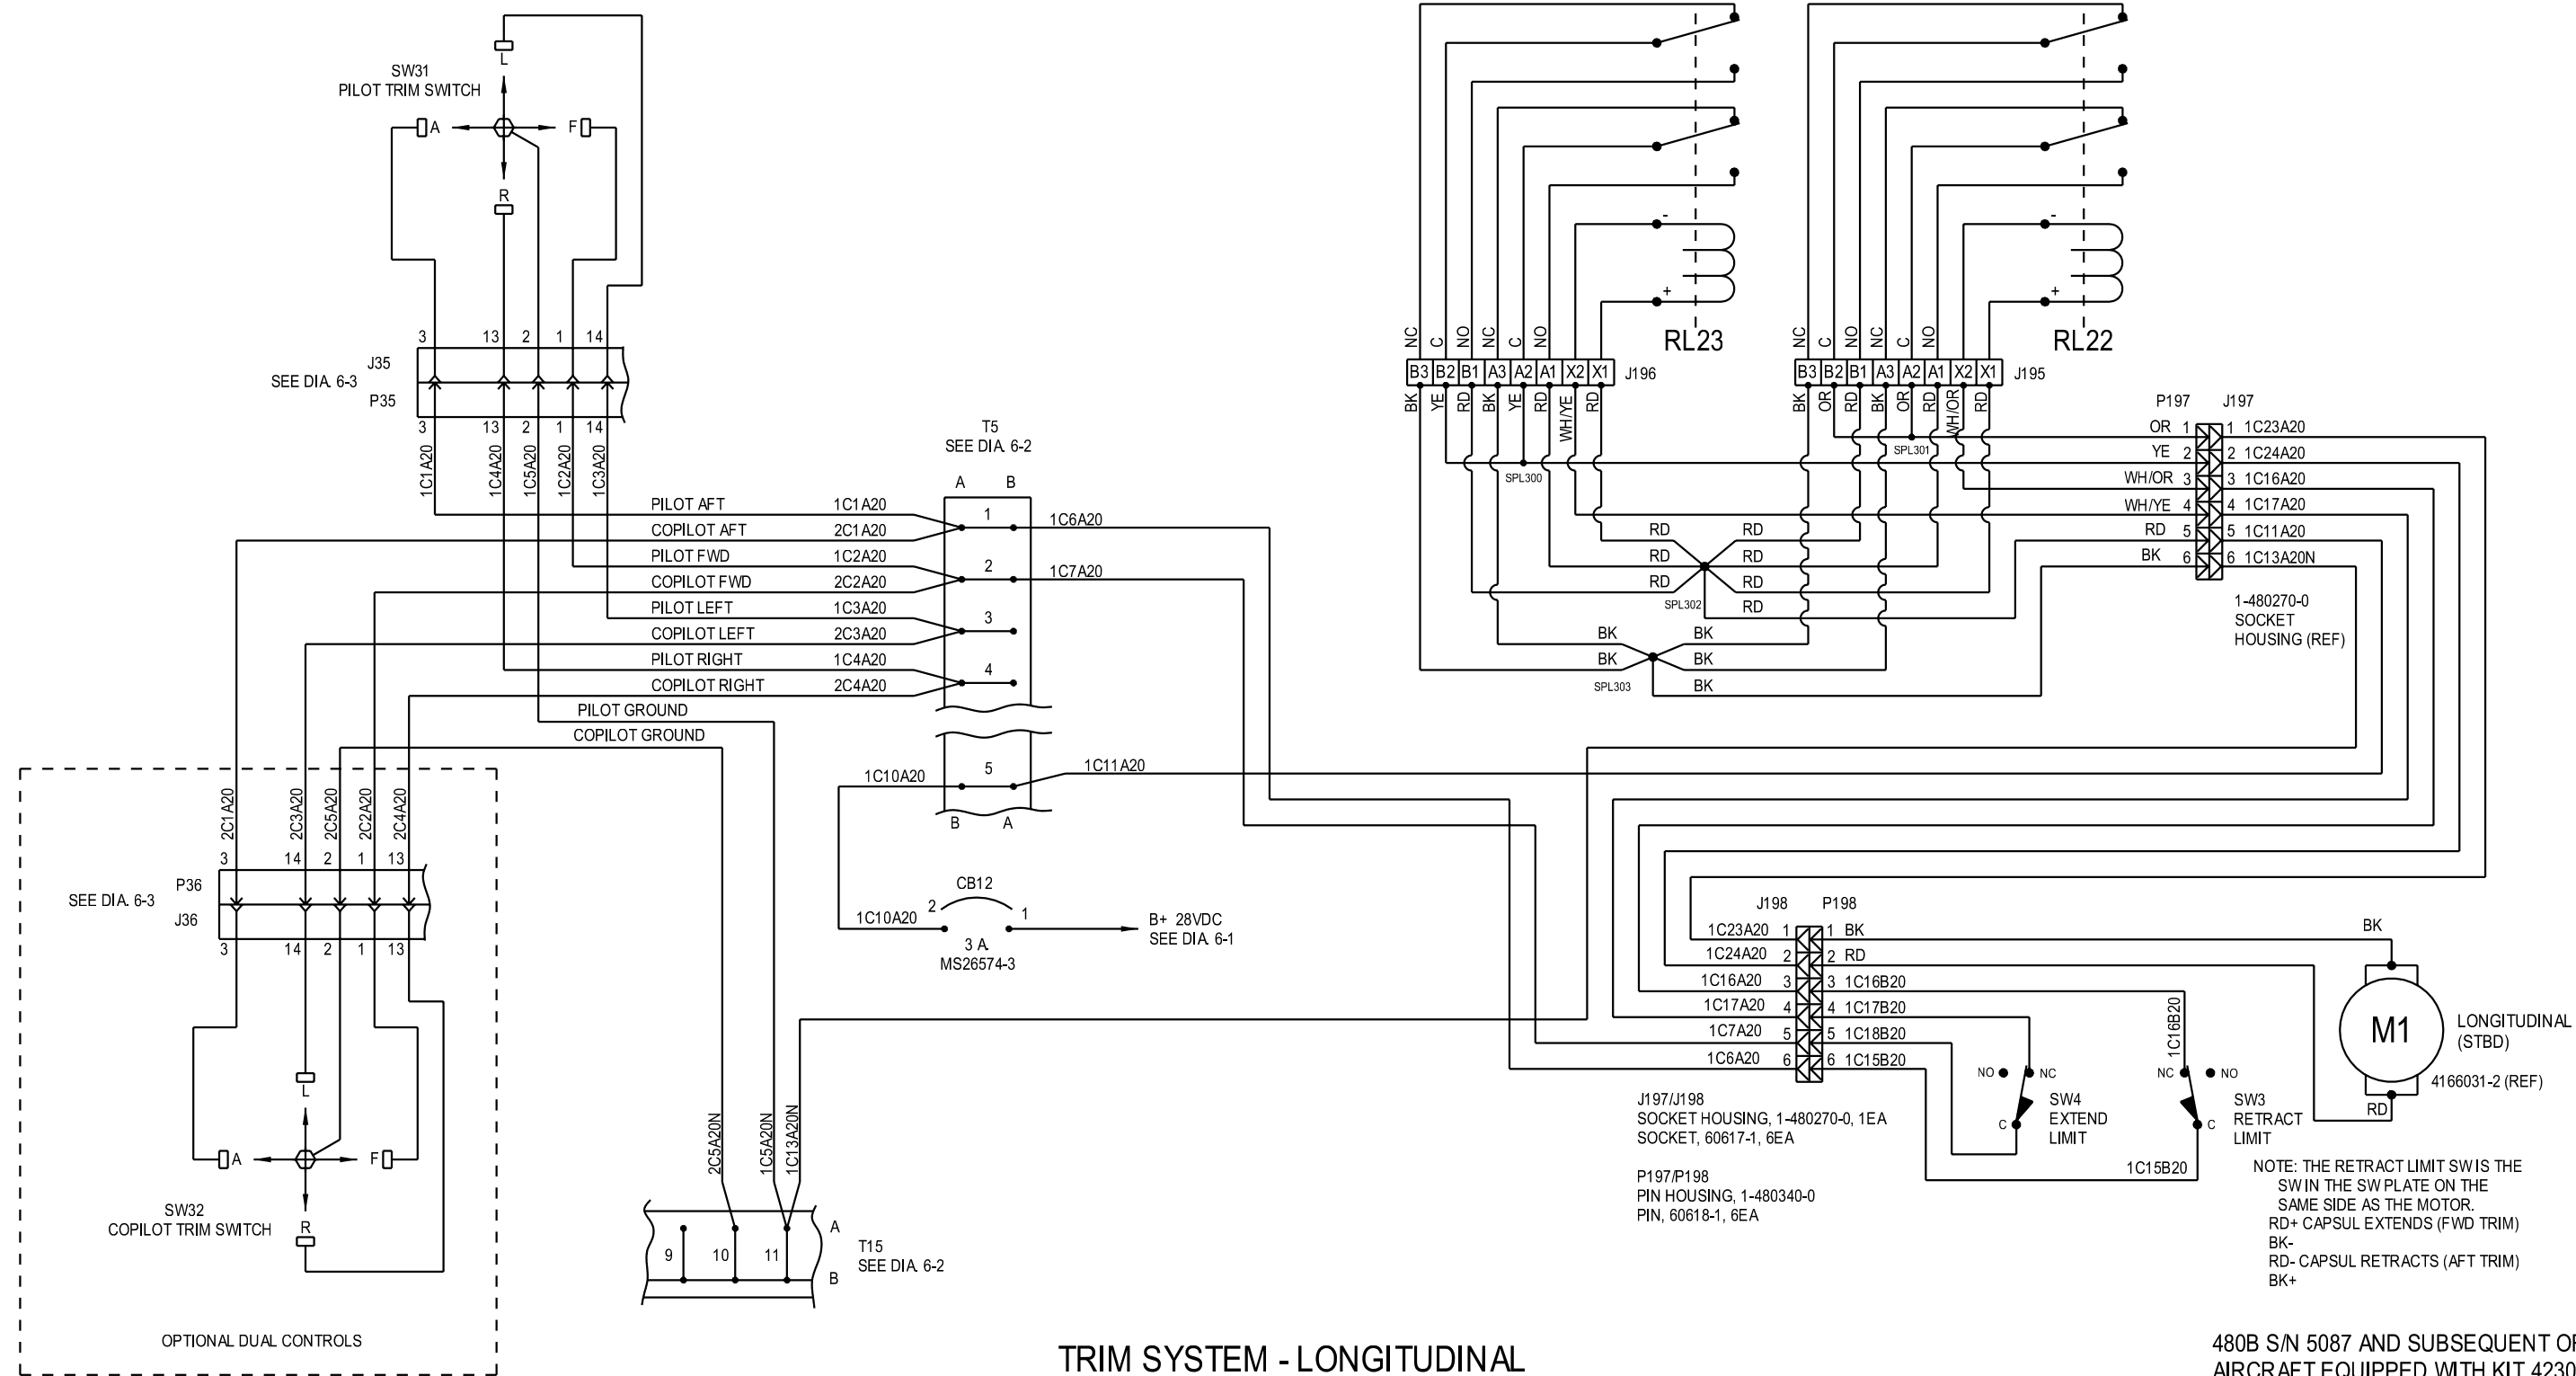 L
SW31
PILOT TRIM SWITCH
A
F
R
3 13 2 1 14
J35
SEE DIA. 6-3
P35
3 13 2 1 14
1C1A20
1C4A20
1C5A20
1C2A20
1C3A20
T5
SEE DIA. 6-2
A B
PILOT AFT 1C1A20
COPILOT AFT 2C1A20
PILOT FWD 1C2A20
COPILOT FWD 2C2A20
PILOT LEFT 1C3A20
COPILOT LEFT 2C3A20
PILOT RIGHT 1C4A20
COPILOT RIGHT 2C4A20
PILOT GROUND
COPILOT GROUND
1
2
3
4
5
1C6A20
1C7A20
1C10A20
1C11A20
B A
CB12
2
1
1C10A20
3 A.
MS26574-3
B+ 28VDC
SEE DIA. 6-1
2C1A20
2C3A20
2C5A20
2C2A20
2C4A20
3 14 2 1 13
P36
SEE DIA. 6-3
J36
3 14 2 1 13
L
A
F
SW32
COPILOT TRIM SWITCH
R
OPTIONAL DUAL CONTROLS
2C5A20N
1C5A20N
1C13A20N
9 10 11
A
B
T15
SEE DIA. 6-2
-
+
RL23
NC C NO NC C NO
B3 B2 B1 A3 A2 A1 X2 X1
J196
BK YE RD BK YE RD WH/YE RD
-
+
RL22
NC C NO NC C NO
B3 B2 B1 A3 A2 A1 X2 X1
J195
BK OR RD BK OR RD WH/OR RD
SPL301
SPL300
RD RD
RD RD
RD RD
SPL302 RD
BK BK
BK BK
SPL303 BK
P197 J197
OR 1 1 1C23A20
YE 2 2 1C24A20
WH/OR 3 3 1C16A20
WH/YE 4 4 1C17A20
RD 5 5 1C11A20
BK 6 6 1C13A20N
1-480270-0
SOCKET
HOUSING (REF)
J198 P198
1C23A20 1 1 BK
1C24A20 2 2 RD
1C16A20 3 3 1C16B20
1C17A20 4 4 1C17B20
1C7A20 5 5 1C18B20
1C6A20 6 6 1C15B20
BK
M1
LONGITUDINAL
(STBD)
4166031-2 (REF)
RD
1C16B20
NO NC
C
SW4
EXTEND
LIMIT
NC NO
C
SW3
RETRACT
LIMIT
1C15B20
J197/J198
SOCKET HOUSING, 1-480270-0, 1EA
SOCKET, 60617-1, 6EA
P197/P198
PIN HOUSING, 1-480340-0
PIN, 60618-1, 6EA
NOTE: THE RETRACT LIMIT SW IS THE
SW IN THE SW PLATE ON THE
SAME SIDE AS THE MOTOR.
RD+ CAPSUL EXTENDS (FWD TRIM)
BK-
RD- CAPSUL RETRACTS (AFT TRIM)
BK+
TRIM SYSTEM - LONGITUDINAL
480B S/N 5087 AND SUBSEQUENT
AIRCRAFT EQUIPPED WITH KIT